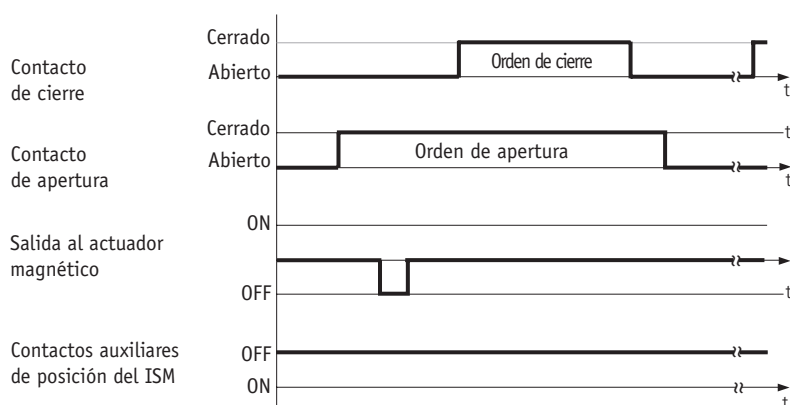 Contacto
de cierre
Cerrado
Abierto
Orden de cierre
t
Contacto
de apertura
Cerrado
Abierto
Orden de apertura
t
t
Salida al actuador
magnético
ON
OFF
t
Contactos auxiliares
de posición del ISM
OFF
ON
t